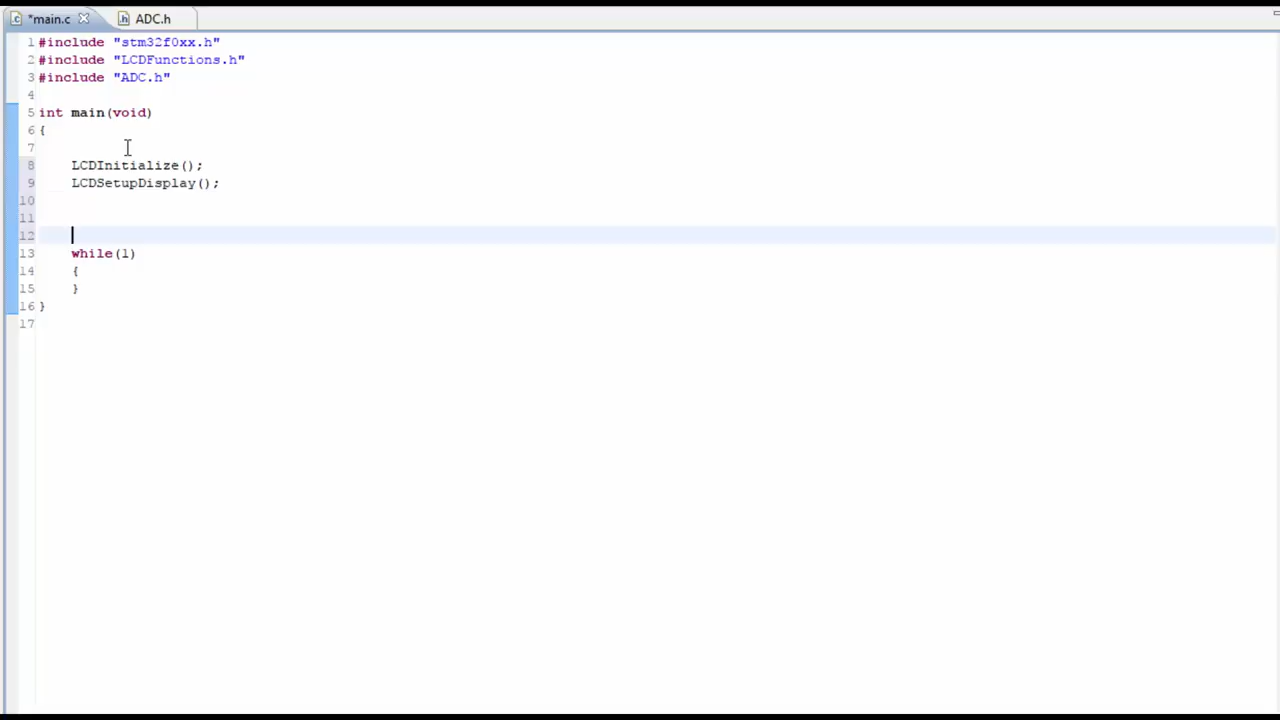 *main.c ADC.h
1 #include "stm32f0xx.h"
2 #include "LCDFunctions.h"
3 #include "ADC.h"
4
5 int main(void)
6 {
7
8 LCDInitialize();
9 LCDSetupDisplay();
10
11
12
13 while(1)
14 {
15 }
16 }
17